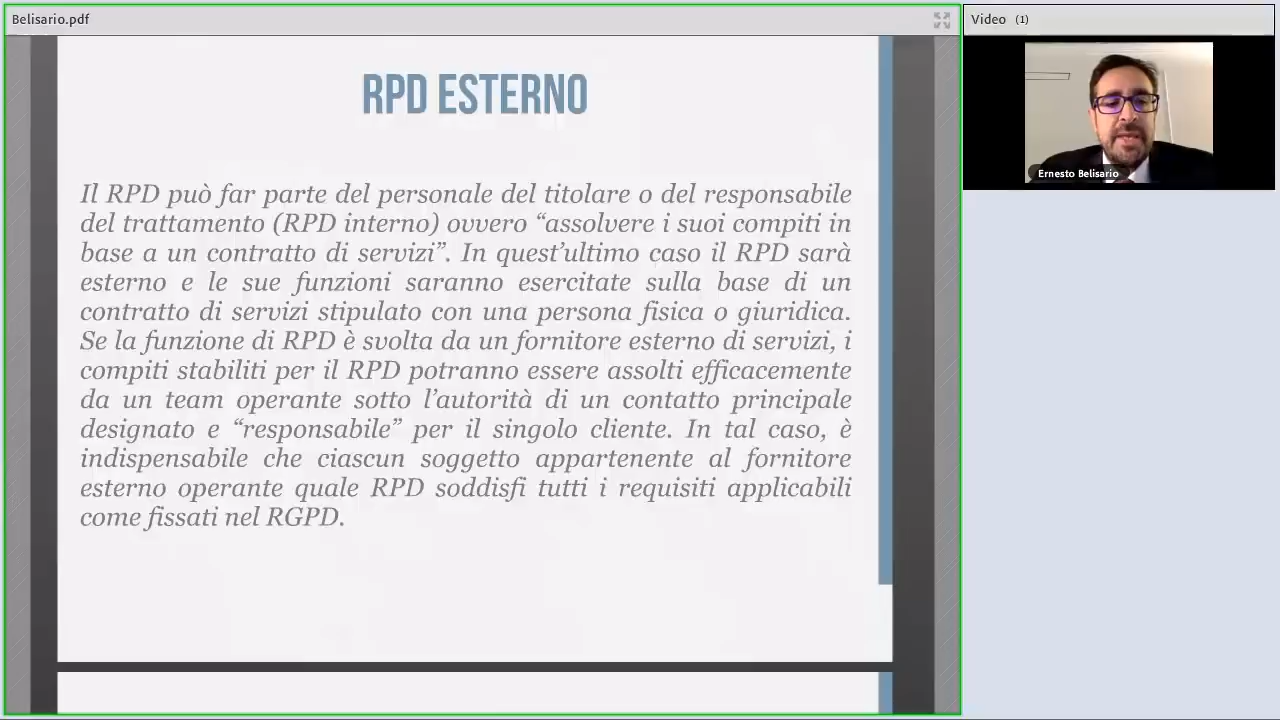 Belisario.pdf
Video (1)
RPD ESTERNO
Il RPD può far parte del personale del titolare o del responsabile
del trattamento (RPD interno) ovvero “assolvere i suoi compiti in
base a un contratto di servizi”. In quest’ultimo caso il RPD sarà
esterno e le sue funzioni saranno esercitate sulla base di un
contratto di servizi stipulato con una persona fisica o giuridica.
Se la funzione di RPD è svolta da un fornitore esterno di servizi, i
compiti stabiliti per il RPD potranno essere assolti efficacemente
da un team operante sotto l’autorità di un contatto principale
designato e “responsabile” per il singolo cliente. In tal caso, è
indispensabile che ciascun soggetto appartenente al fornitore
esterno operante quale RPD soddisfi tutti i requisiti applicabili
come fissati nel RGPD.
Ernesto Belisario